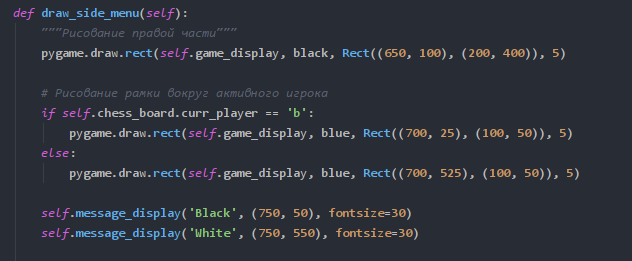 def draw_side_menu(self):
    """Рисование правой части"""
    pygame.draw.rect(self.game_display, black, Rect((650, 100), (200, 400)), 5)

    # Рисование рамки вокруг активного игрока
    if self.chess_board.curr_player == 'b':
        pygame.draw.rect(self.game_display, blue, Rect((700, 25), (100, 50)), 5)
    else:
        pygame.draw.rect(self.game_display, blue, Rect((700, 525), (100, 50)), 5)

    self.message_display('Black', (750, 50), fontsize=30)
    self.message_display('White', (750, 550), fontsize=30)